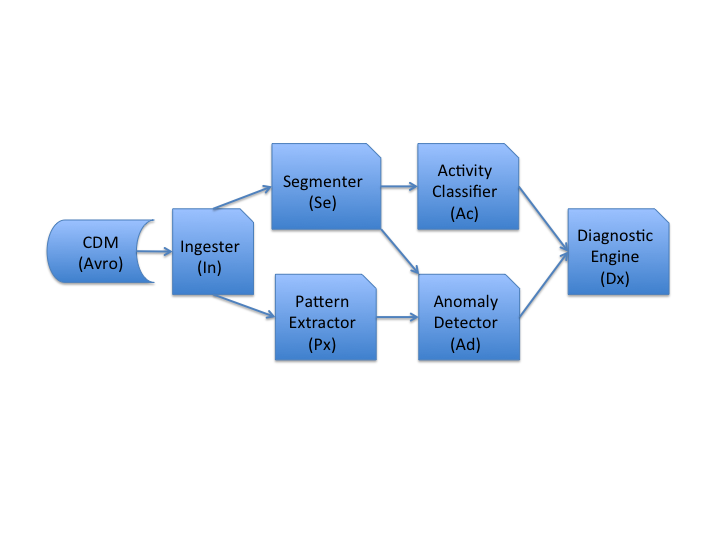 CDM
(Avro)
Ingester
(In)
Segmenter
(Se)
Pattern
Extractor
(Px)
Activity
Classifier
(Ac)
Anomaly
Detector
(Ad)
Diagnostic
Engine
(Dx)